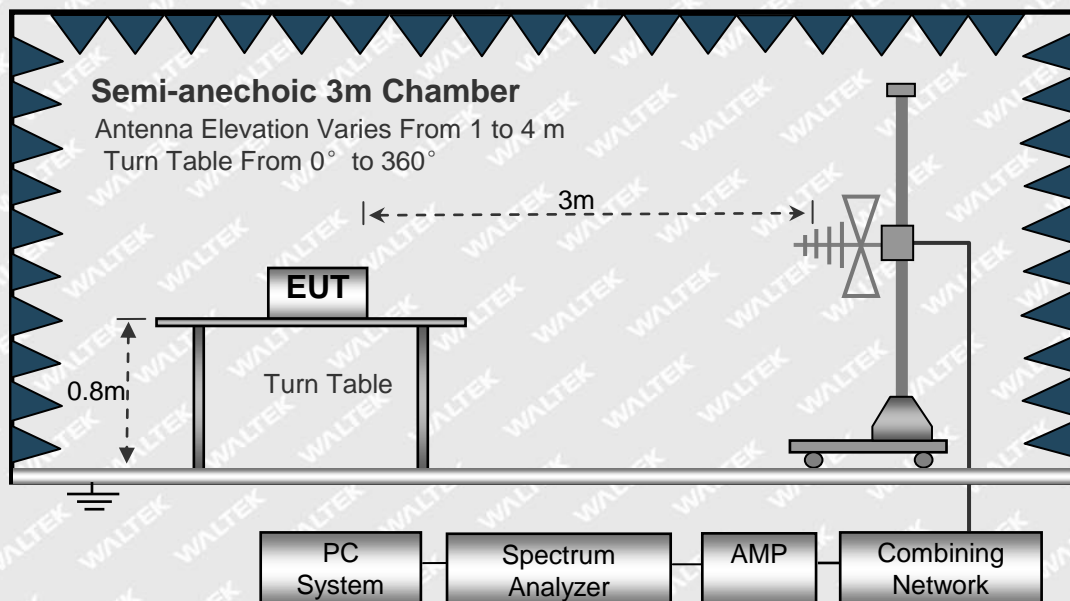 Semi-anechoic 3m Chamber
Antenna Elevation Varies From 1 to 4 m
Turn Table From 0° to 360°
3m
EUT
0.8m
Turn Table
PC
System
Spectrum
Analyzer
AMP
Combining
Network
WALTEK